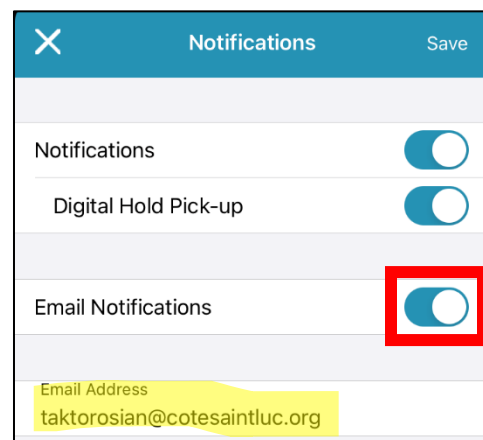 Notifications Save
Notifications
Digital Hold Pick-up
Email Notifications
Email Address
taktorosian@cotesaintluc.org